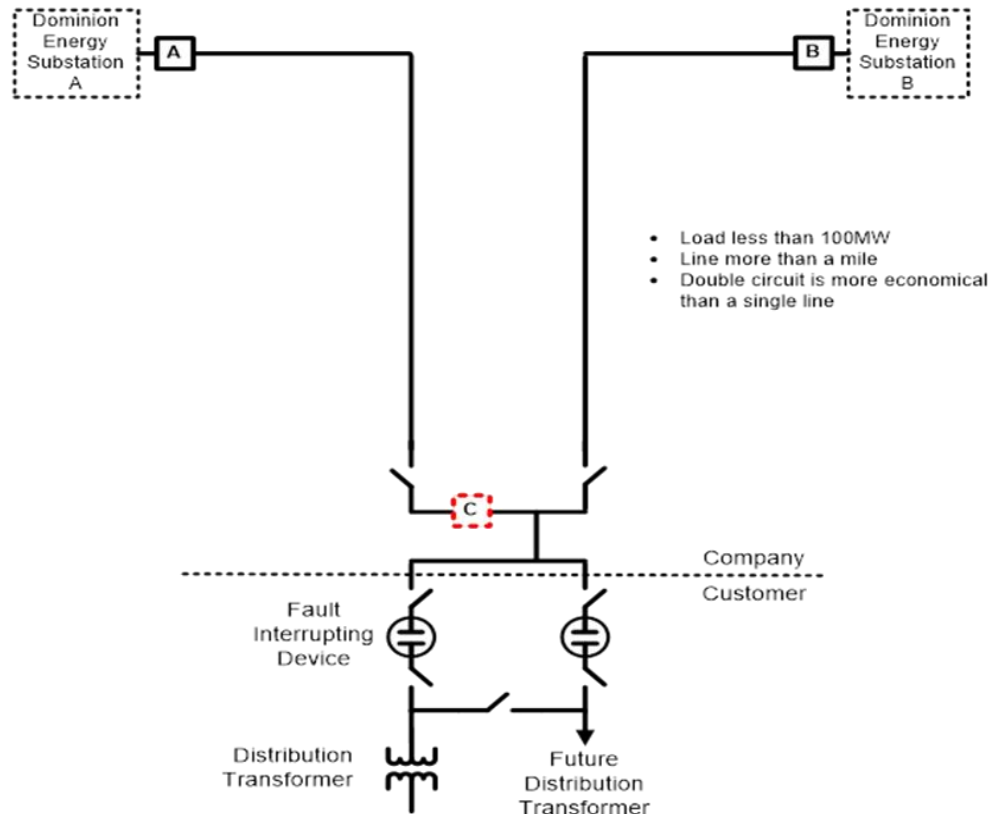 Dominion
Energy
Substation
A
A
B
Dominion
Energy
Substation
B
• Load less than 100MW
• Line more than a mile
• Double circuit is more economical
than a single line
C
Company
Customer
Fault
Interrupting
Device
Distribution
Transformer
Future
Distribution
Transformer